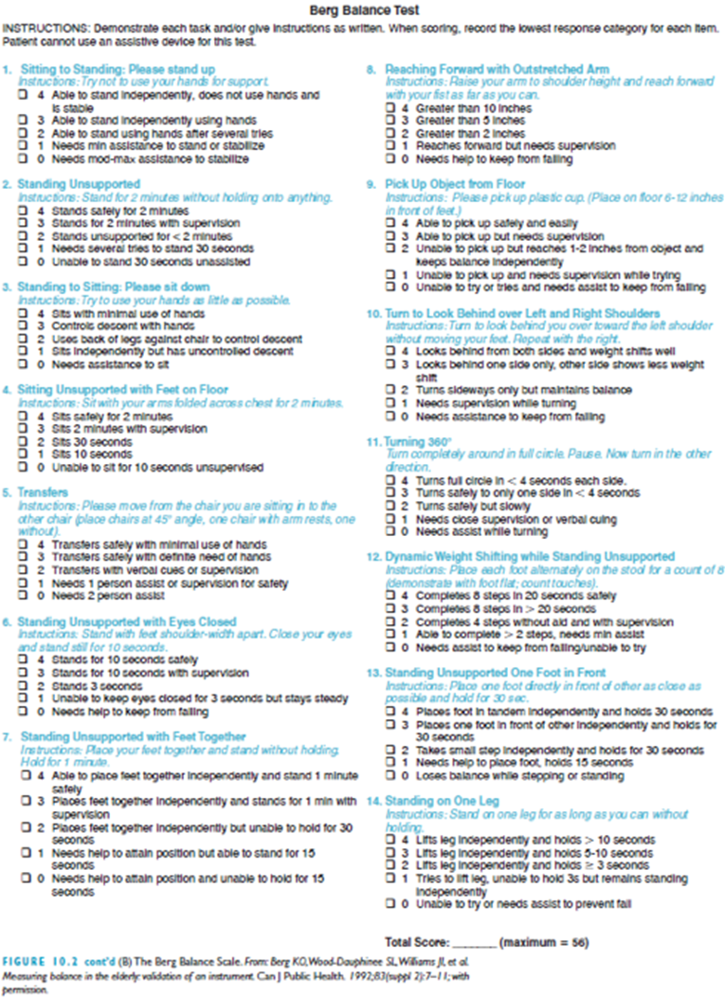 Berg Balance Test
INSTRUCTIONS: Demonstrate each task and/or give instructions as written. When scoring, record the lowest response category for each item.
Patient cannot use an assistive device for this test.
1. Sitting to Standing: Please stand up
Instructions: Try not to use your hands for support.
4 Able to stand independently, does not use hands and
is stable
3 Able to stand independently using hands
2 Able to stand using hands after several tries
1 Needs min assistance to stand or stabilize
0 Needs mod-max assistance to stabilize
2. Standing Unsupported
Instructions: Stand for 2 minutes without holding onto anything.
4 Stands safely for 2 minutes
3 Stands for 2 minutes with supervision
2 Stands unsupported for < 2 minutes
1 Needs several tries to stand 30 seconds
0 Unable to stand 30 seconds unassisted
3. Standing to Sitting: Please sit down
Instructions: Try to use your hands as little as possible.
4 Sits with minimal use of hands
3 Controls descent with hands
2 Uses back of legs against chair to control descent
1 Sits independently but has uncontrolled descent
0 Needs assistance to sit
4. Sitting Unsupported with Feet on Floor
Instructions: Sit with your arms folded across chest for 2 minutes.
4 Sits safely for 2 minutes
3 Sits 2 minutes with supervision
2 Sits 30 seconds
1 Sits 10 seconds
0 Unable to sit for 10 seconds unsupervised
5. Transfers
Instructions: Please move from the chair you are sitting in to the
other chair (place chairs at 45° angle, one chair with arm rests, one
without).
4 Transfers safely with minimal use of hands
3 Transfers safely with definite need of hands
2 Transfers with verbal cues or supervision
1 Needs 1 person assist or supervision for safety
0 Needs 2 person assist
6. Standing Unsupported with Eyes Closed
Instructions: Stand with feet shoulder-width apart. Close your eyes
and stand still for 10 seconds.
4 Stands for 10 seconds safely
3 Stands for 10 seconds with supervision
2 Stands 3 seconds
1 Unable to keep eyes closed for 3 seconds but stays steady
0 Needs help to keep from falling
7. Standing Unsupported with Feet Together
Instructions: Place your feet together and stand without holding.
Hold for 1 minute.
4 Able to place feet together independently and stand 1 minute
safely
3 Places feet together independently and stands for 1 min with
supervision
2 Places feet together independently but unable to hold for 30
seconds
1 Needs help to attain position but able to stand for 15
seconds
0 Needs help to attain position and unable to hold for 15
seconds
8. Reaching Forward with Outstretched Arm
Instructions: Raise your arm to shoulder height and reach forward
with your fist as far as you can.
4 Greater than 10 inches
3 Greater than 5 inches
2 Greater than 2 inches
1 Reaches forward but needs supervision
0 Needs help to keep from falling
9. Pick Up Object from Floor
Instructions: Please pick up plastic cup. (Place on floor 6-12 inches
in front of feet.)
4 Able to pick up safely and easily
3 Able to pick up but needs supervision
2 Unable to pick up but reaches 1-2 inches from object and
keeps balance independently
1 Unable to pick up and needs supervision while trying
0 Unable to try or tries and needs assist to keep from falling
10. Turn to Look Behind over Left and Right Shoulders
Instructions: Turn to look behind you over toward the left shoulder
without moving your feet. Repeat with the right.
4 Looks behind from both sides and weight shifts well
3 Looks behind one side only, other side shows less weight
shift
2 Turns sideways only but maintains balance
1 Needs supervision while turning
0 Needs assistance to keep from falling
11. Turning 360°
Turn completely around in full circle. Pause. Now turn in the other
direction.
4 Turns full circle in < 4 seconds each side.
3 Turns safely to only one side in < 4 seconds
2 Turns safely but slowly
1 Needs close supervision or verbal cuing
0 Needs assist while turning
12. Dynamic Weight Shifting while Standing Unsupported
Instructions: Place each foot alternately on the stool for a count of 8
(demonstrate with foot flat; count touches).
4 Completes 8 steps in 20 seconds safely
3 Completes 8 steps in > 20 seconds
2 Completes 4 steps without aid and with supervision
1 Able to complete > 2 steps, needs min assist
0 Needs assist to keep from falling/unable to try
13. Standing Unsupported One Foot in Front
Instructions: Place one foot directly in front of other as close as
possible and hold for 30 sec.
4 Places foot in tandem independently and holds 30 seconds
3 Places one foot in front of other independently and holds for
30 seconds
2 Takes small step independently and holds for 30 seconds
1 Needs help to place foot, holds 15 seconds
0 Loses balance while stepping or standing
14. Standing on One Leg
Instructions: Stand on one leg for as long as you can without
holding.
4 Lifts leg independently and holds > 10 seconds
3 Lifts leg independently and holds 5-10 seconds
2 Lifts leg independently and holds ≥ 3 seconds
1 Tries to lift leg, unable to hold 3s but remains standing
independently
0 Unable to try or needs assist to prevent fall
Total Score: ______ (maximum = 56)
FIGURE 10.2 cont'd (B) The Berg Balance Scale. From: Berg KO, Wood-Dauphinee SL, Williams JI, et al.
Measuring balance in the elderly: validation of an instrument. Can J Public Health. 1992;83(suppl 2):7–11; with
permission.